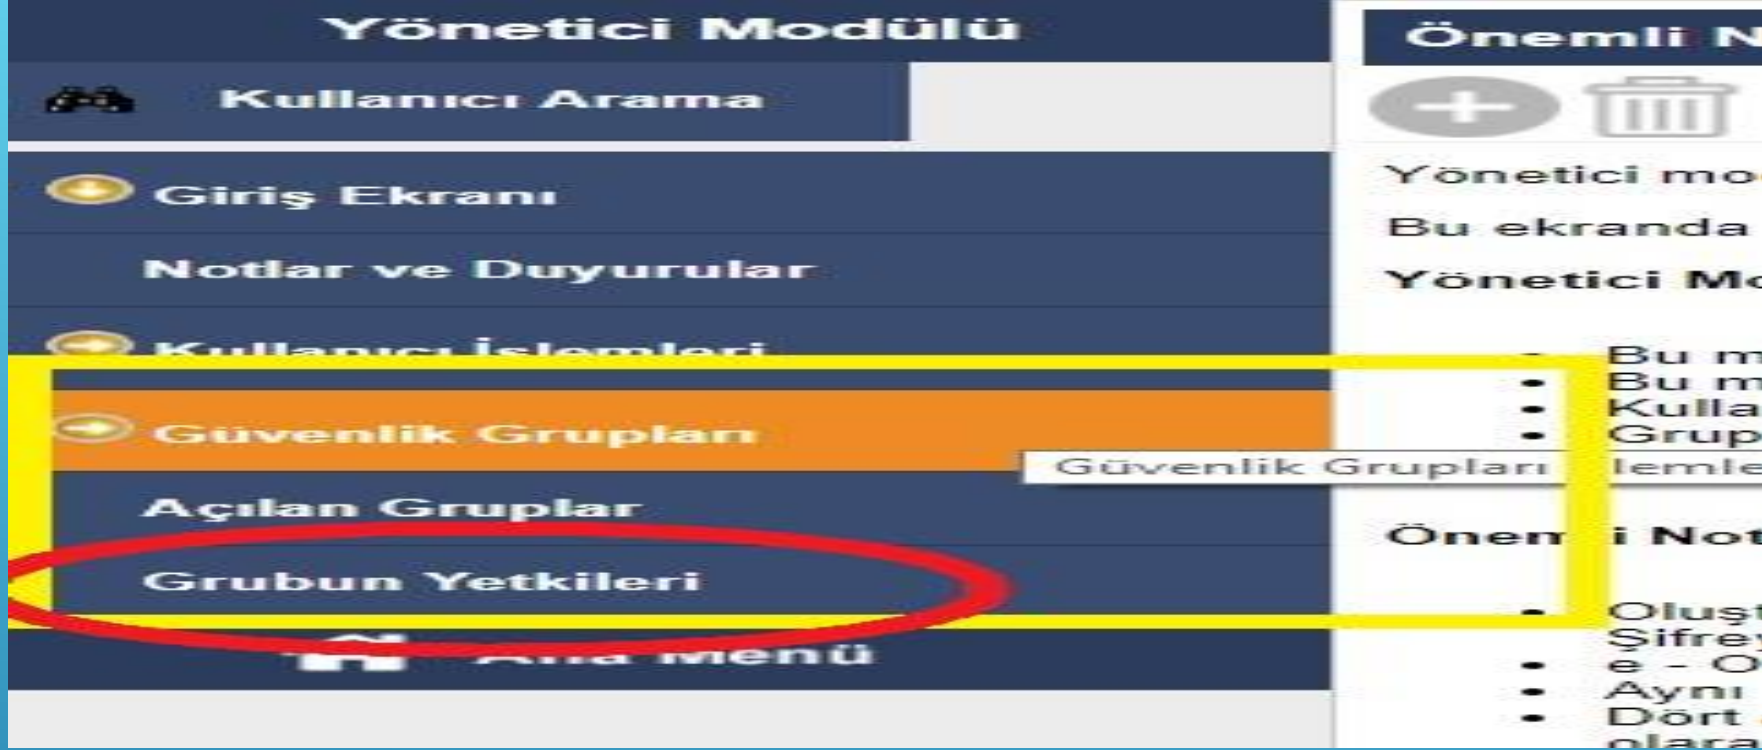 Yönetici Modülü
Kullanıcı Arama
Giriş Ekranı
Notlar ve Duyurular
Kullanıcı İşlemleri
Güvenlik Grupları
Açılan Gruplar
Grubun Yetkileri
Ana Menü
Önemli N
Yönetici mo
Bu ekranda
Yönetici Mo
Bu m
Bu m
Kulla
Grup
Güvenlik Grupları lemle
Önem i Not
Oluşt
Şifrey
e - O
Aynı
Dört
olara